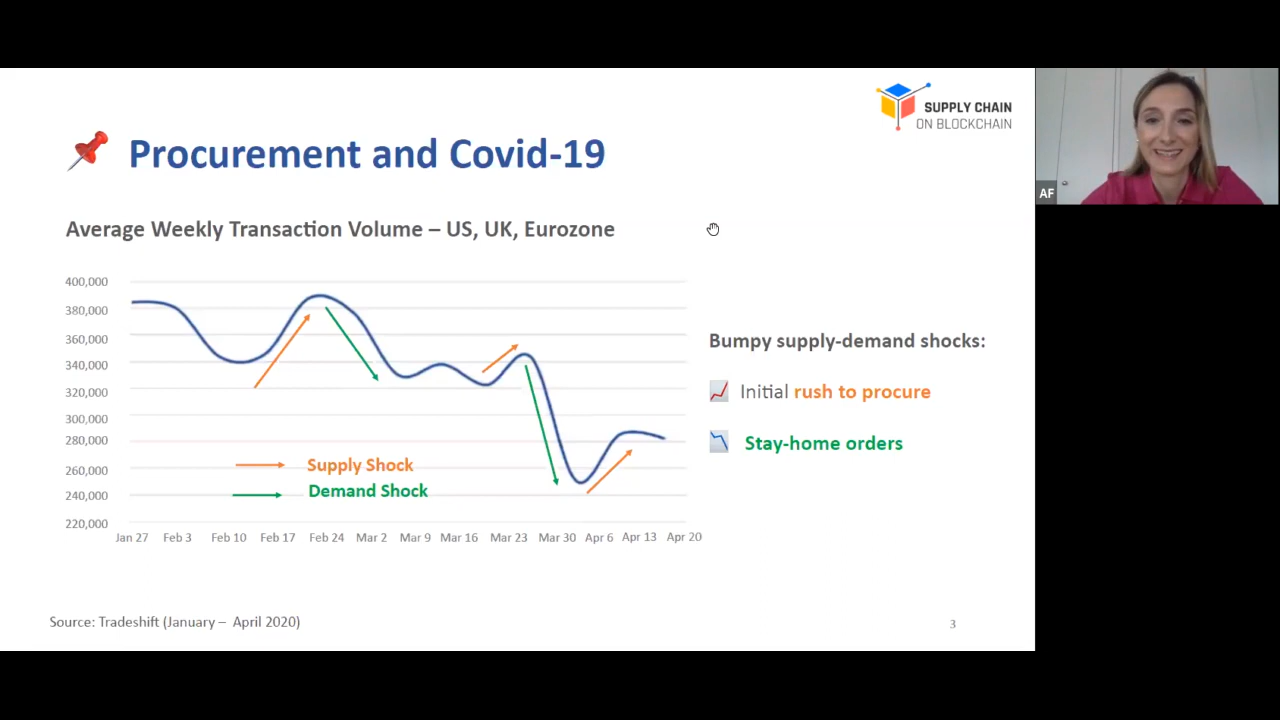 SUPPLY CHAIN
ON BLOCKCHAIN
Procurement and Covid-19
AF
Average Weekly Transaction Volume – US, UK, Eurozone
400,000
380,000
360,000
340,000
320,000
300,000
280,000
260,000
240,000
220,000
Supply Shock
Demand Shock
Jan 27 Feb 3 Feb 10 Feb 17 Feb 24 Mar 2 Mar 9 Mar 16 Mar 23 Mar 30 Apr 6 Apr 13 Apr 20
Bumpy supply-demand shocks:
Initial rush to procure
Stay-home orders
Source: Tradeshift (January – April 2020)
3